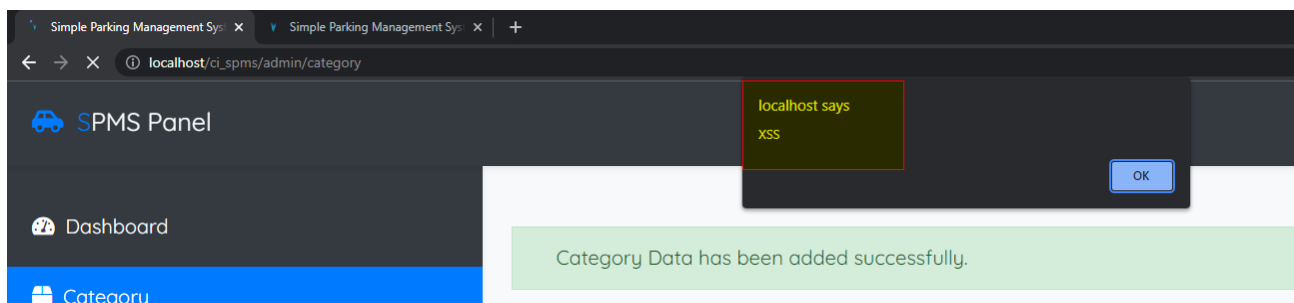 Simple Parking Management Sys
Simple Parking Management Sys
localhost/ci_spms/admin/category
SPMS Panel
localhost says
xss
OK
Dashboard
Category Data has been added successfully.
Category